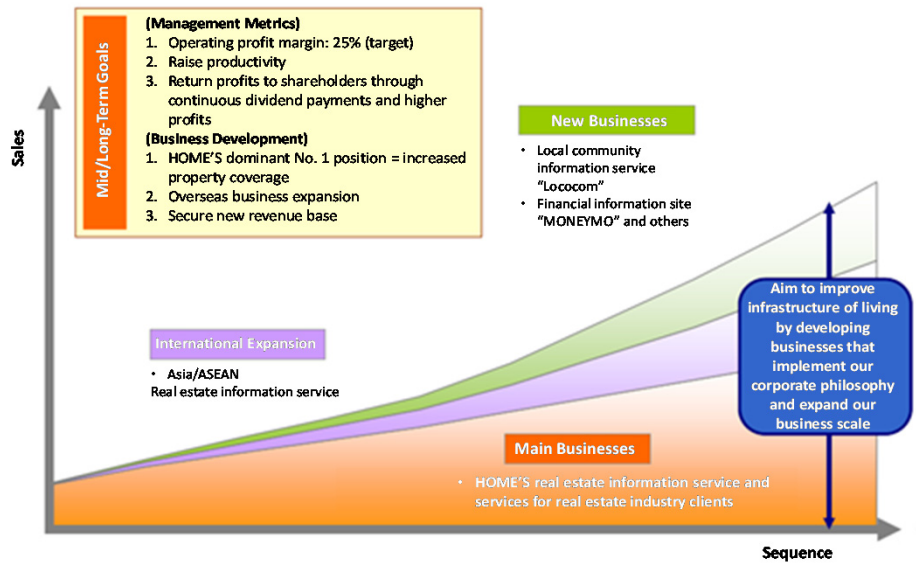 Mid/Long-Term Goals
(Management Metrics)
1. Operating profit margin: 25% (target)
2. Raise productivity
3. Return profits to shareholders through
continuous dividend payments and higher
profits
(Business Development)
1. HOME'S dominant No. 1 position = increased
property coverage
2. Overseas business expansion
3. Secure new revenue base
Sales
New Businesses
• Local community
information service
"Lococom"
• Financial information site
"MONEYMO" and others
International Expansion
• Asia/ASEAN
Real estate information service
Aim to improve
infrastructure of living
by developing
businesses that
implement our
corporate philosophy
and expand our
business scale
Main Businesses
• HOME'S real estate information service and
services for real estate industry clients
Sequence